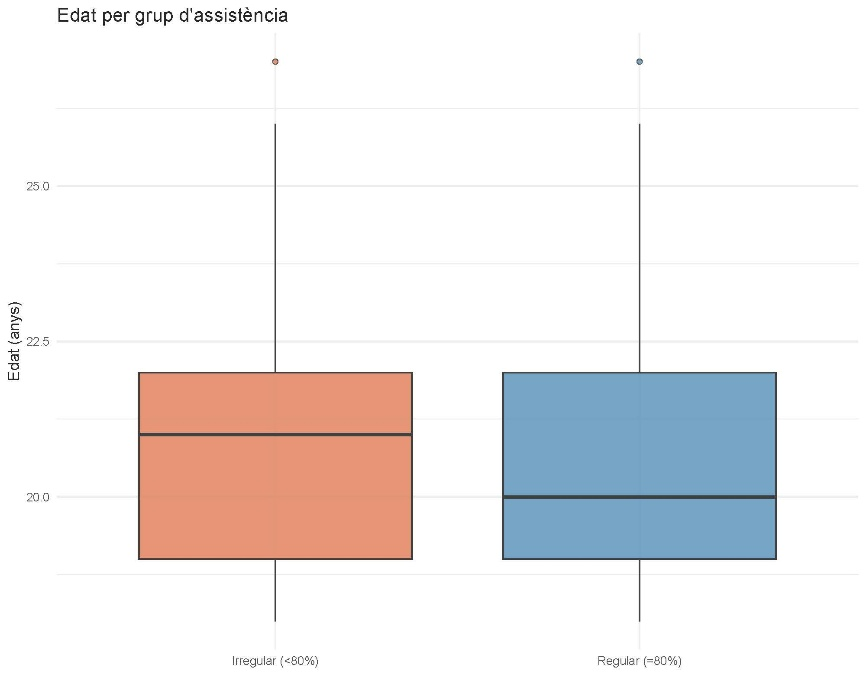 Edat per grup d'assistència
Edat (anys)
25.0
22.5
20.0
Irregular (<80%)
Regular (=80%)